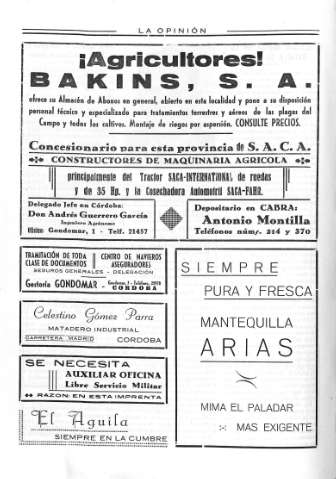 LA OPINIÓN
¡Agricultores!
BAKINS, S. A.
ofrece su Almacén de Abonos en general, abierto en esta localidad y pone a su disposición
personal técnico y especializado para tratamientos terrestres y aéreos de las plagas del
Campo y todos los cultivos. Montaje de riegos por aspersión. CONSULTE PRECIOS.
Concesionario para esta provincia de S. A. C. A.
CONSTRUCTORES DE MAQUINARIA AGRICOLA
principalmente del Tractor SACA-INTERNATIONAL de ruedas
y de 35 Hp. y la Cosechadora Automotriz SACA-FAHR.
Delegado Jefe en Córdoba:
Don Andrés Guerrero García
Ingeniero Agrónomo
Gondomar, 1 - Telf. 21657
Depositario en CABRA:
Antonio Montilla
Teléfonos núms. 214 y 370
TRAMITACIÓN DE TODA
CLASE DE DOCUMENTOS
CENTRO DE NAVIEROS
ASEGURADORES
SEGUROS GENERALES - DELEGACIÓN
Gestoría GONDOMAR -
CORDOBA
Celestino Gómez Parra
MATADERO INDUSTRIAL
CARRETERA MADRID
CORDOBA
SE NECESITA
AUXILIAR OFICINA
Libre Servicio Militar
RAZON EN ESTA IMPRENTA
El Aguila
SIEMPRE EN LA CUMBRE
SIEMPRE
PURA Y FRESCA
MANTEQUILLA
ARIAS
MIMA EL PALADAR
MAS EXIGENTE